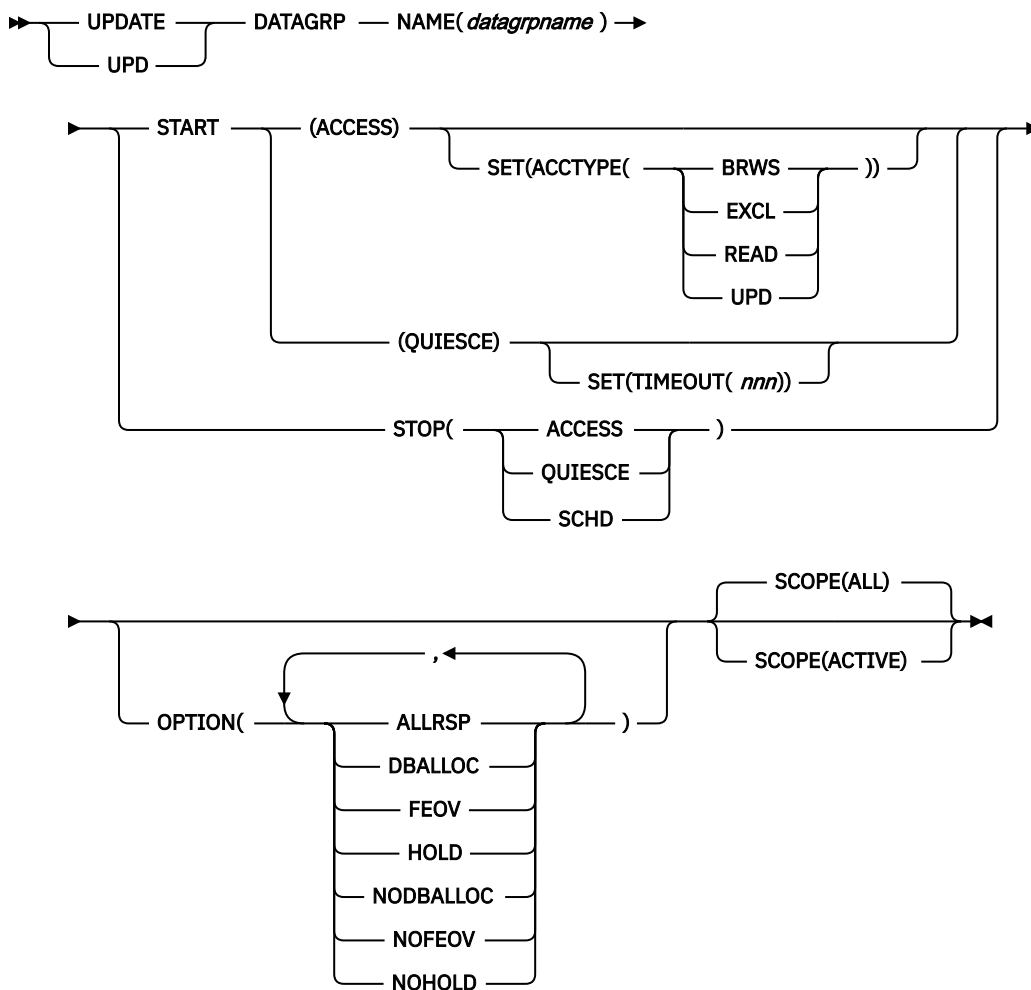 UPDATE DATAGRP NAME( datagrpname )
UPD
START (ACCESS)
SET(ACCTYPE( BRWS ))
EXCL
READ
UPD
(QUIESCE)
SET(TIMEOUT( nnn))
STOP( ACCESS )
QUIESCE
SCHD
SCOPE(ALL)
SCOPE(ACTIVE)
,
OPTION( ALLRSP )
DBALLOC
FEOV
HOLD
NODBALLOC
NOFEOV
NOHOLD